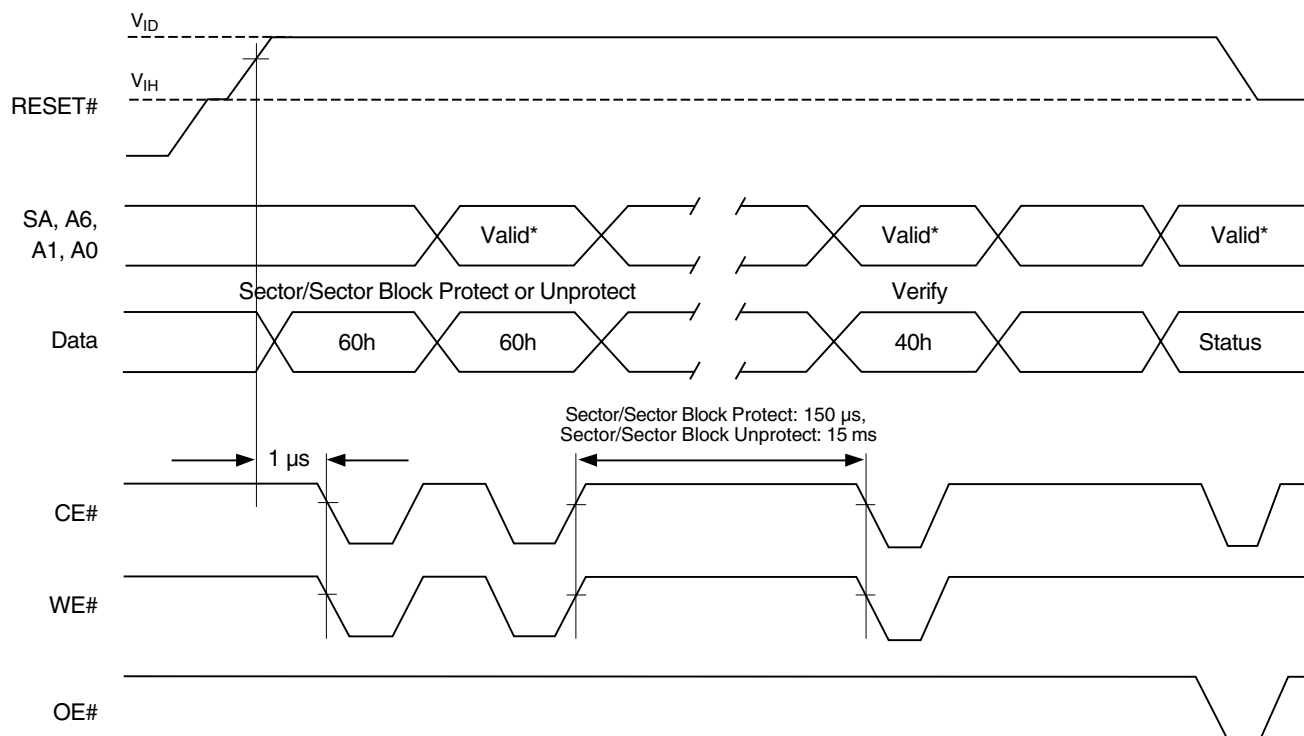 VID
VIH
RESET#
SA, A6,
A1, A0
Valid*
Valid*
Valid*
Sector/Sector Block Protect or Unprotect
Verify
Data
60h
60h
40h
Status
Sector/Sector Block Protect: 150 µs,
Sector/Sector Block Unprotect: 15 ms
1 µs
CE#
WE#
OE#